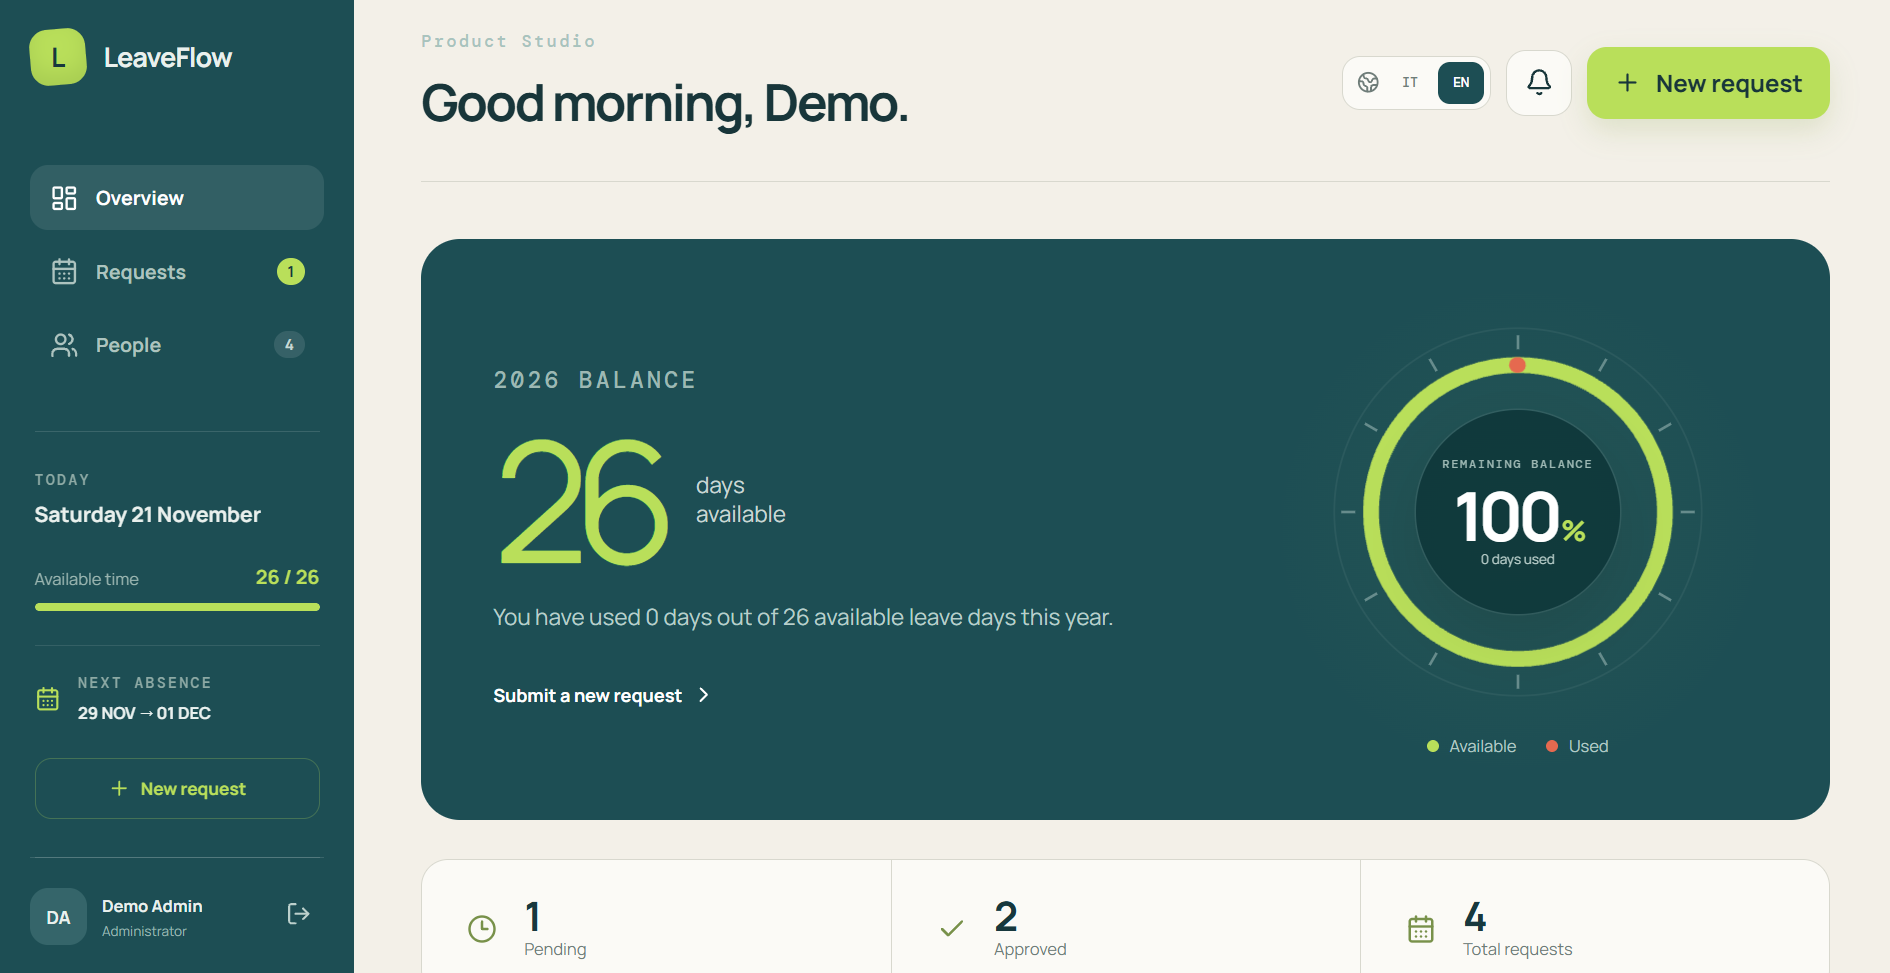 L
LeaveFlow
Overview
Requests
1
People
4
TODAY
Saturday 21 November
Available time
26 / 26
NEXT ABSENCE
29 NOV → 01 DEC
+ New request
DA
Demo Admin
Administrator
Product Studio
Good morning, Demo.
IT
EN
+ New request
2026 BALANCE
26
days
available
You have used 0 days out of 26 available leave days this year.
Submit a new request
REMAINING BALANCE
100%
0 days used
Available
Used
1
Pending
2
Approved
4
Total requests